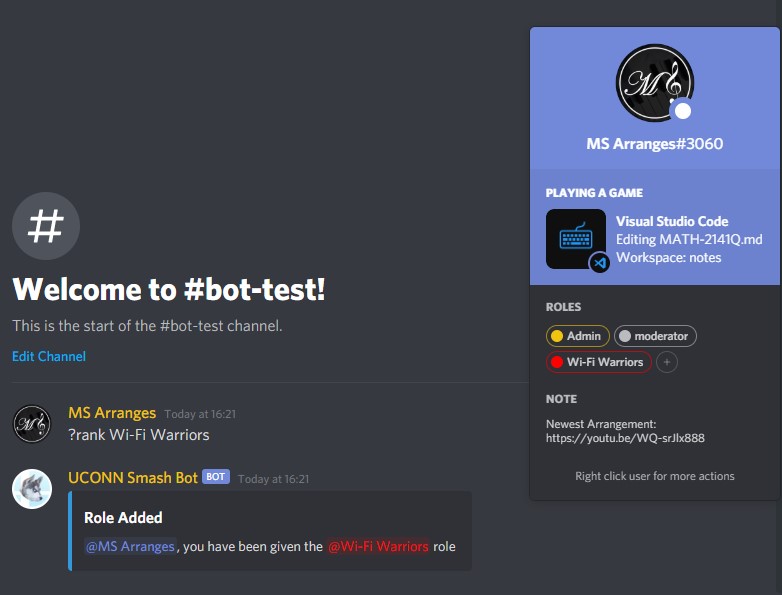 #
Welcome to #bot-test!
This is the start of the #bot-test channel.
Edit Channel
MS Arranges Today at 16:21
?rank Wi-Fi Warriors
UCONN Smash Bot BOT Today at 16:21
Role Added
@MS Arranges, you have been given the @Wi-Fi Warriors role
MS Arranges#3060
PLAYING A GAME
Visual Studio Code
Editing MATH-2141Q.md
Workspace: notes
ROLES
Admin moderator
Wi-Fi Warriors +
NOTE
Newest Arrangement:
https://youtu.be/WQ-srJlx888
Right click user for more actions